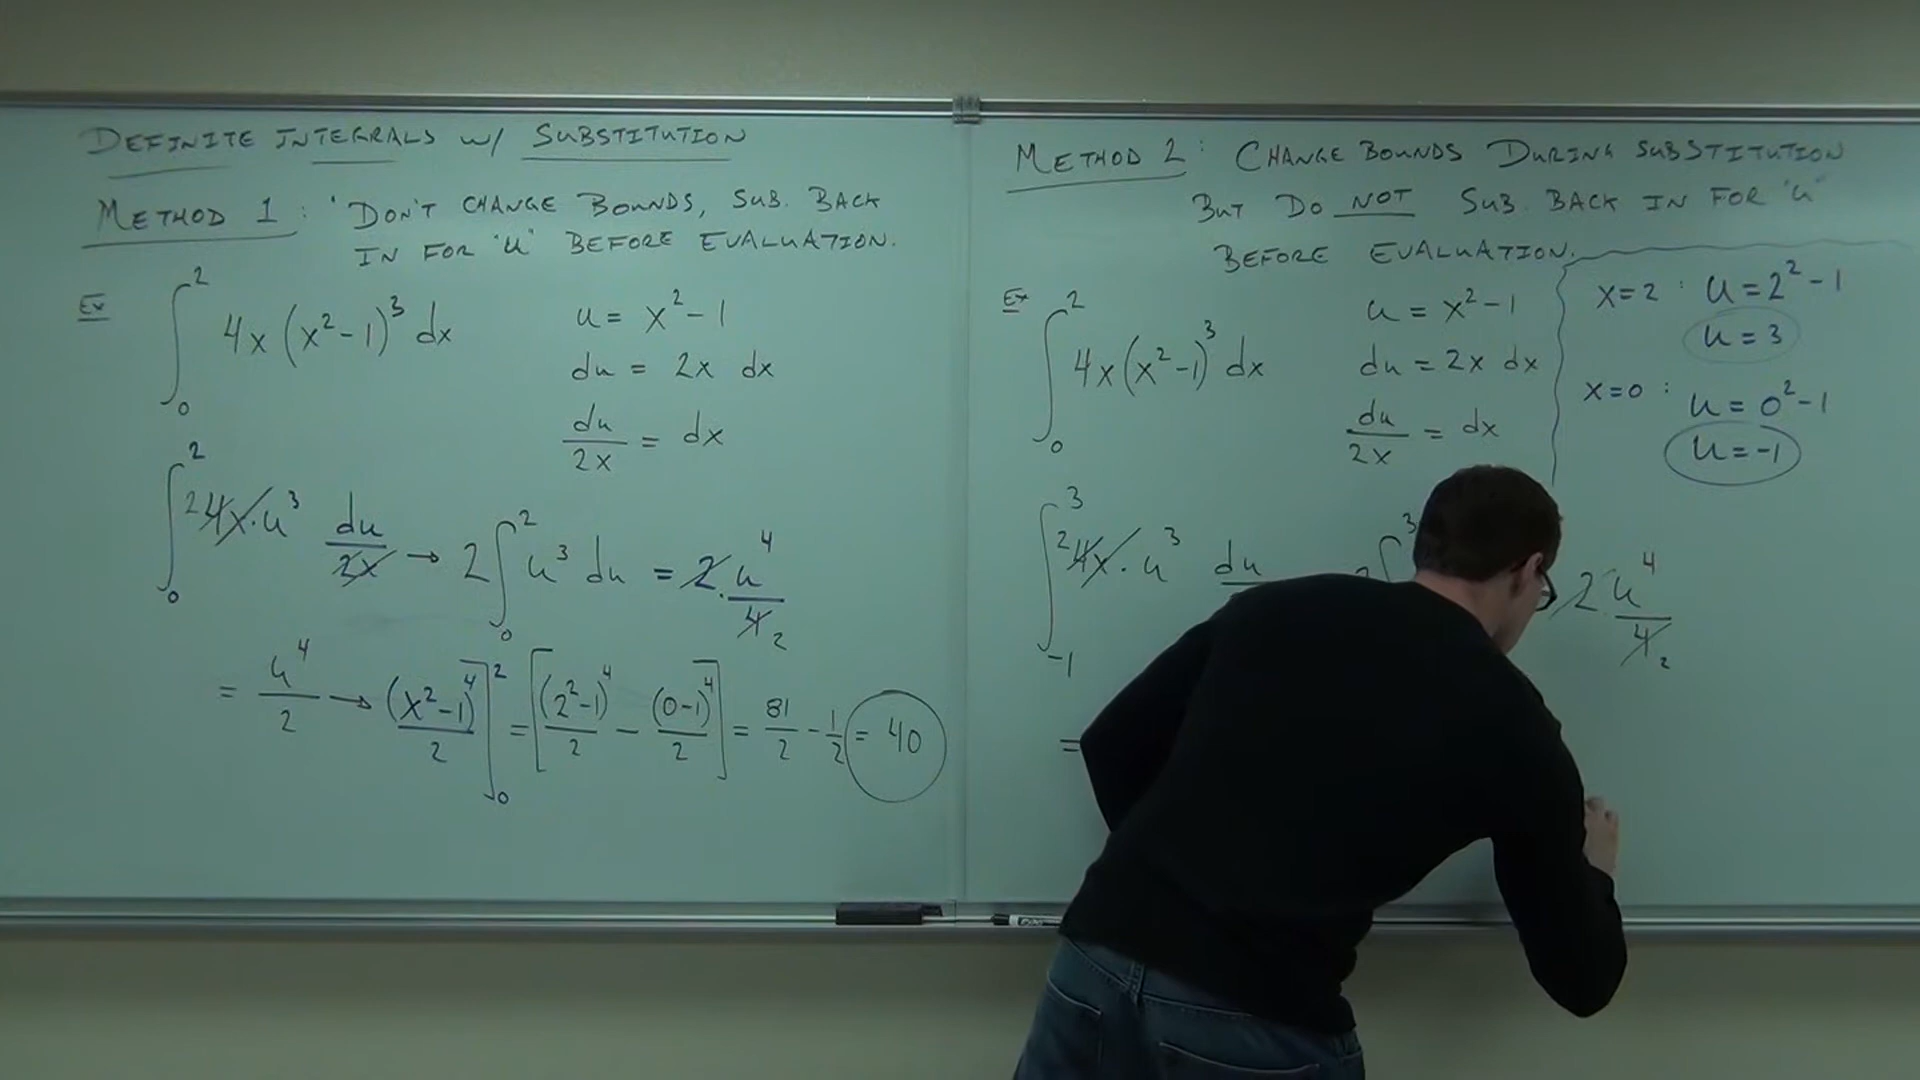 DEFINITE INTEGRALS W/ SUBSTITUTION
METHOD 1: 'DON'T CHANGE BOUNDS, SUB. BACK
IN FOR "U" BEFORE EVALUATION.
Ex ∫₀² 4x(x²-1)³ dx
u = x²-1
du = 2x dx
du/2x = dx
∫₀² 2 4x·u³ du/2x → 2∫₀² u³ du = 2·u⁴/4 2
= u⁴/2 → (x²-1)⁴/2]₀² = [(2²-1)⁴/2 - (0-1)⁴/2] = 81/2 - 1/2 = 40
METHOD 2: CHANGE BOUNDS DURING SUBSTITUTION
BUT DO NOT SUB. BACK IN FOR "U"
BEFORE EVALUATION.
Ex ∫₀² 4x(x²-1)³ dx
u = x²-1
du = 2x dx
du/2x = dx
x=2 : u = 2²-1
u = 3
x=0 : u = 0²-1
u = -1
∫₋₁³ 2 4x·u³ du ∫³ 2·u⁴/4 2
=